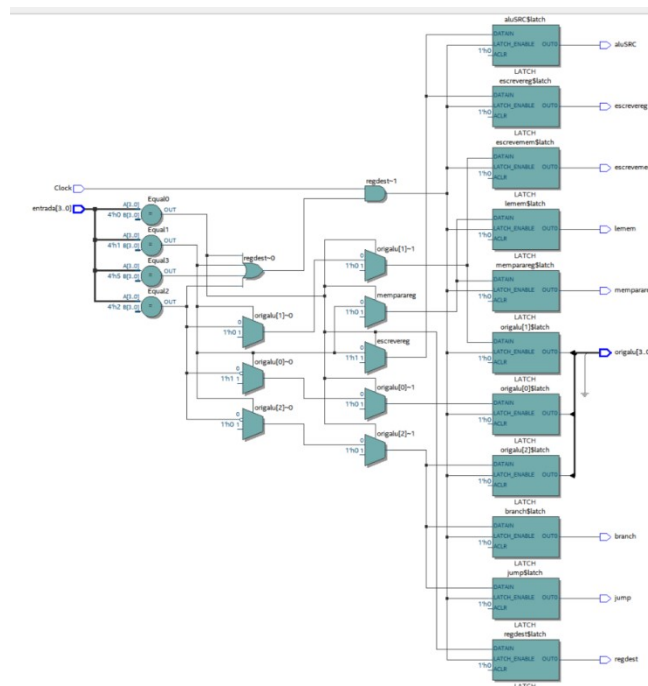 aluSRC$latch
DATAIN
LATCH_ENABLE OUT0
1'h0 ACLR
aluSRC
LATCH
escrevereg$latch
DATAIN
LATCH_ENABLE OUT0
1'h0 ACLR
escrevereg
LATCH
escrevemem$latch
DATAIN
LATCH_ENABLE OUT0
1'h0 ACLR
escreveme
LATCH
lemem$latch
DATAIN
LATCH_ENABLE OUT0
1'h0 ACLR
lemem
LATCH
memparareg$latch
DATAIN
LATCH_ENABLE OUT0
1'h0 ACLR
memparare
LATCH
origalu[1]$latch
DATAIN
LATCH_ENABLE OUT0
1'h0 ACLR
origalu[3..0
LATCH
origalu[0]$latch
DATAIN
LATCH_ENABLE OUT0
1'h0 ACLR
LATCH
origalu[2]$latch
DATAIN
LATCH_ENABLE OUT0
1'h0 ACLR
LATCH
branch$latch
DATAIN
LATCH_ENABLE OUT0
1'h0 ACLR
branch
LATCH
jump$latch
DATAIN
LATCH_ENABLE OUT0
1'h0 ACLR
jump
LATCH
regdest$latch
DATAIN
LATCH_ENABLE OUT0
1'h0 ACLR
regdest
LATCH
Clock
entrada[3..0]
regdest~1
Equal0
A[3..0]
4'h0 B[3..0]
= OUT
Equal1
A[3..0]
4'h1 B[3..0]
= OUT
Equal3
A[3..0]
4'h5 B[3..0]
= OUT
Equal2
A[3..0]
4'h2 B[3..0]
= OUT
regdest~0
origalu[1]~0
0
1'h0 1
origalu[0]~0
0
1'h1 1
origalu[2]~0
0
1'h0 1
origalu[1]~1
0
1'h0 1
memparareg
0
1'h0 1
escrevereg
0
1'h1 1
origalu[0]~1
0
1'h0 1
origalu[2]~1
0
1'h0 1